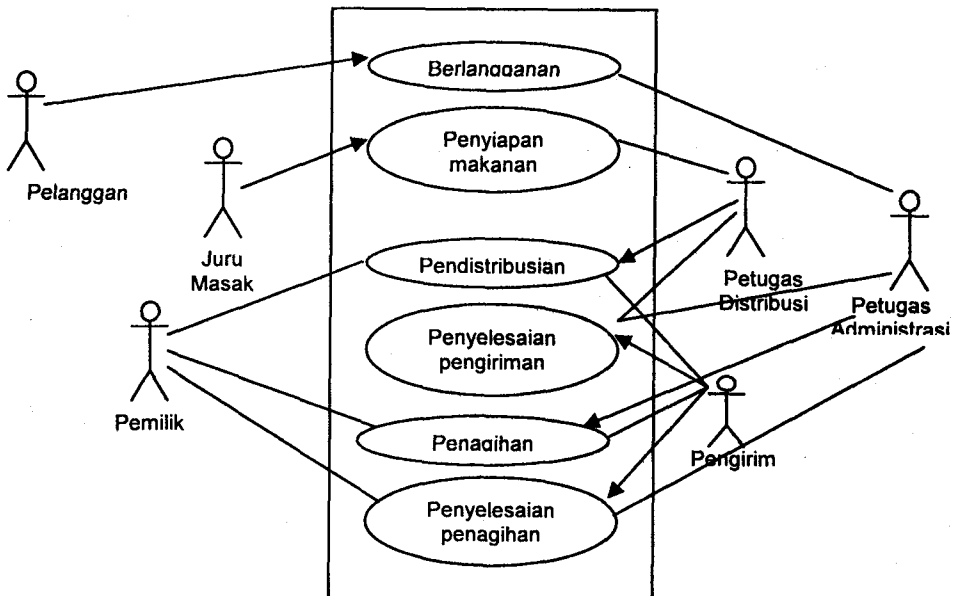 Berlangganan
Penyiapan
makanan
Pelanggan
Juru
Masak
Pendistribusian
Petugas
Distribusi
Petugas
Administrasi
Penyelesaian
pengiriman
Pemilik
Penagihan
Pengirim
Penyelesaian
penagihan